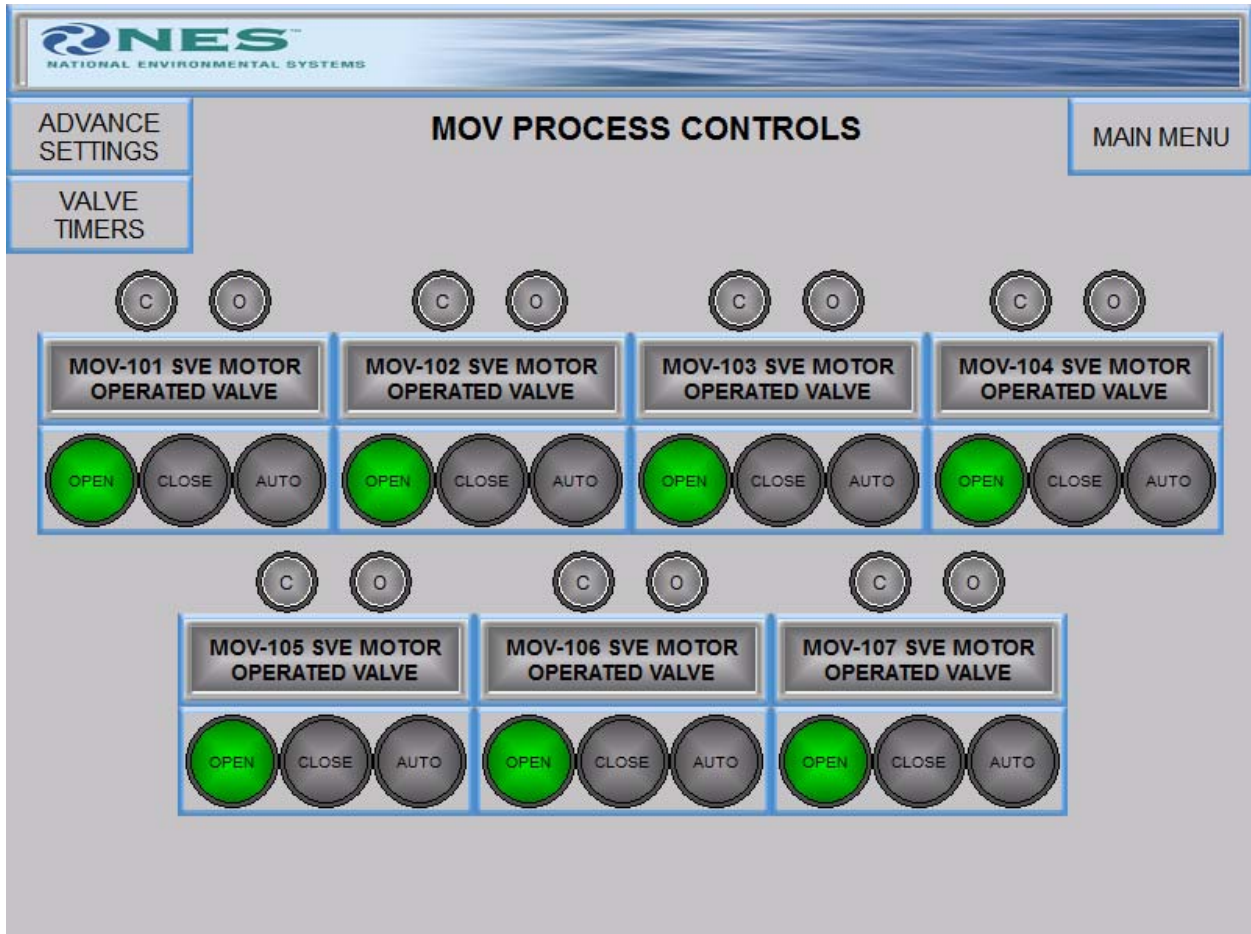 NES™
NATIONAL ENVIRONMENTAL SYSTEMS
ADVANCE
SETTINGS
MOV PROCESS CONTROLS
MAIN MENU
VALVE
TIMERS
C O C O C O C O
MOV-101 SVE MOTOR
OPERATED VALVE
MOV-102 SVE MOTOR
OPERATED VALVE
MOV-103 SVE MOTOR
OPERATED VALVE
MOV-104 SVE MOTOR
OPERATED VALVE
OPEN CLOSE AUTO OPEN CLOSE AUTO OPEN CLOSE AUTO OPEN CLOSE AUTO
C O C O C O
MOV-105 SVE MOTOR
OPERATED VALVE
MOV-106 SVE MOTOR
OPERATED VALVE
MOV-107 SVE MOTOR
OPERATED VALVE
OPEN CLOSE AUTO OPEN CLOSE AUTO OPEN CLOSE AUTO